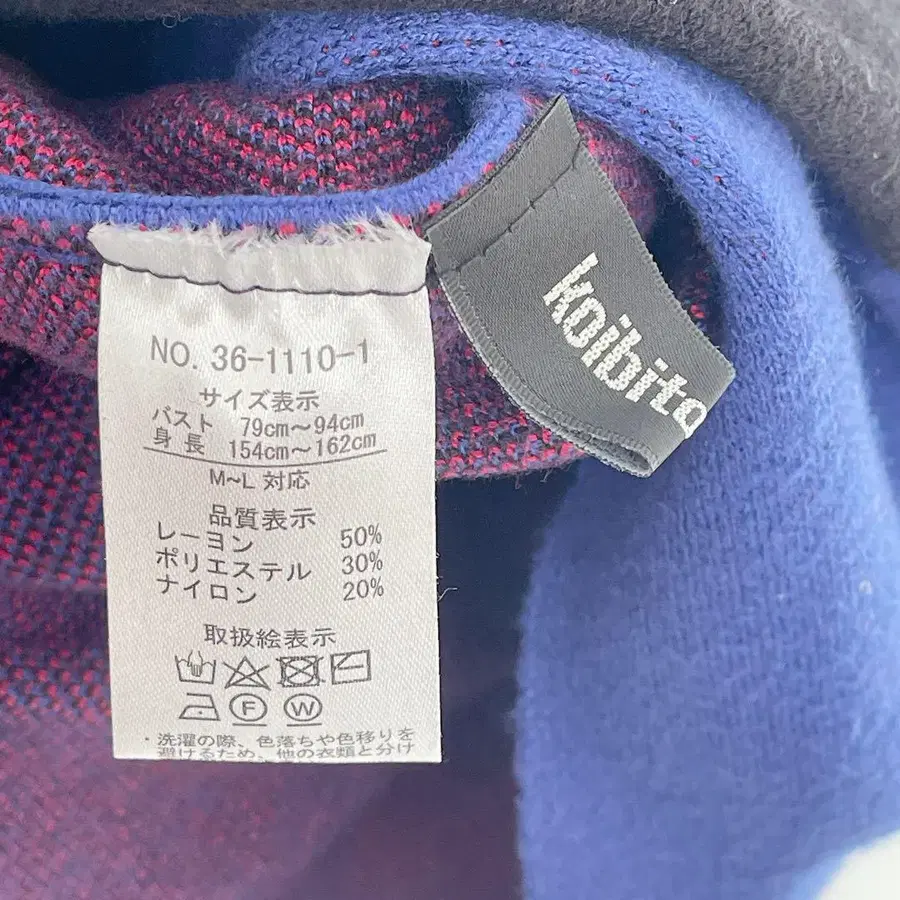 NO. 36-1110-1
サイズ表示
バスト 79cm～94cm
身長 154cm～162cm
M～L 対応
品質表示
レーヨン 50%
ポリエステル 30%
ナイロン 20%
取扱絵表示
F W
・洗濯の際、色落ちや色移りを
避けるため、他の衣類と分け
koibito